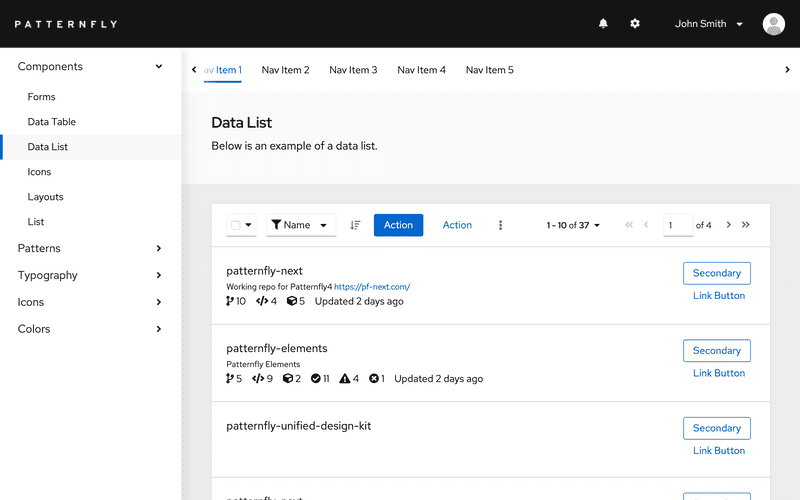 PATTERNFLY
John Smith
Components
Forms
Data Table
Data List
Icons
Layouts
List
Patterns
Typography
Icons
Colors
Nav Item 1 Nav Item 2 Nav Item 3 Nav Item 4 Nav Item 5
Data List
Below is an example of a data list.
Name Action Action 1 - 10 of 37 1 of 4
patternfly-next
Working repo for Patternfly4 https://pf-next.com/
10 4 5 Updated 2 days ago
Secondary
Link Button
patternfly-elements
Patternfly Elements
5 9 2 11 4 1 Updated 2 days ago
Secondary
Link Button
patternfly-unified-design-kit
Secondary
Link Button
patternfly-next
Secondary